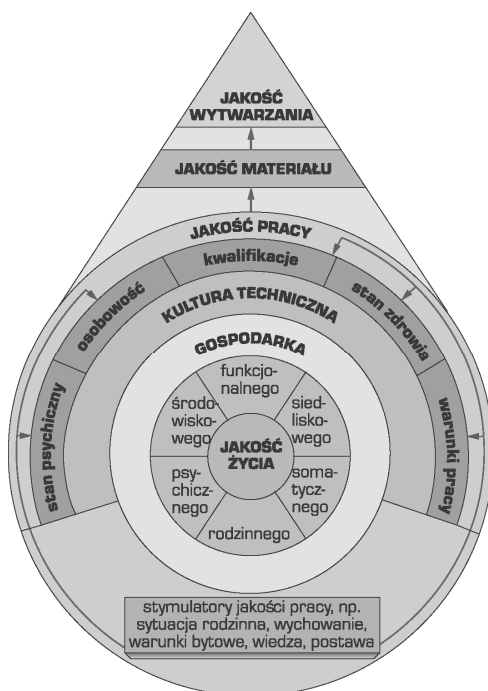 JAKOŚĆ
WYTWARZANIA
JAKOŚĆ MATERIAŁU
JAKOŚĆ PRACY
kwalifikacje
osobowość
stan zdrowia
stan psychiczny
warunki pracy
KULTURA TECHNICZNA
GOSPODARKA
funkcjo-
nalnego
środo-
wisko-
wego
sied-
lisko-
wego
JAKOŚĆ
ŻYCIA
psy-
chicz-
nego
soma-
tycz-
nego
rodzinnego
stymulatory jakości pracy, np.
sytuacja rodzinna, wychowanie,
warunki bytowe, wiedza, postawa